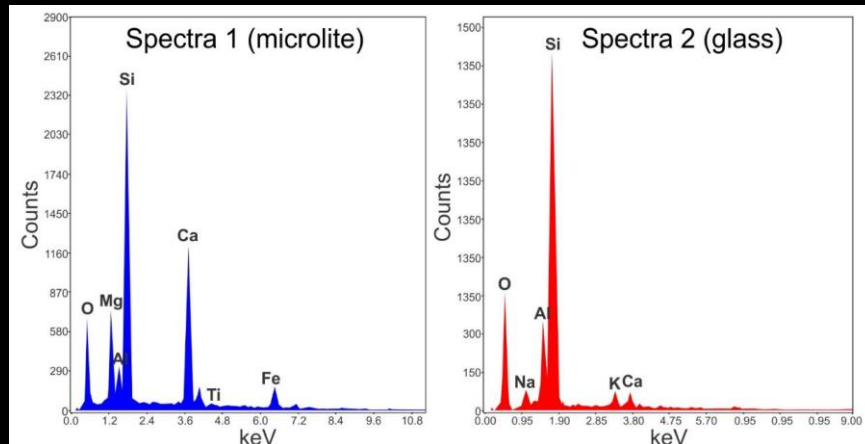 Spectra 1 (microlite)
2900
2610
2320
2030
1740
1450
1160
870
580
290
0
Counts
Si
Ca
Mg
O
Al
Ti
Fe
0.0 1.2 2.4 3.6 4.8 6.0 7.2 8.4 9.6 10.8
keV
Spectra 2 (glass)
1500
1350
1350
1350
1350
1350
1350
1350
300
150
0
Counts
Si
O
Al
Na
K Ca
0.00 0.95 1.90 2.80 3.80 4.75 5.70 0.95 0.95 9.00
keV